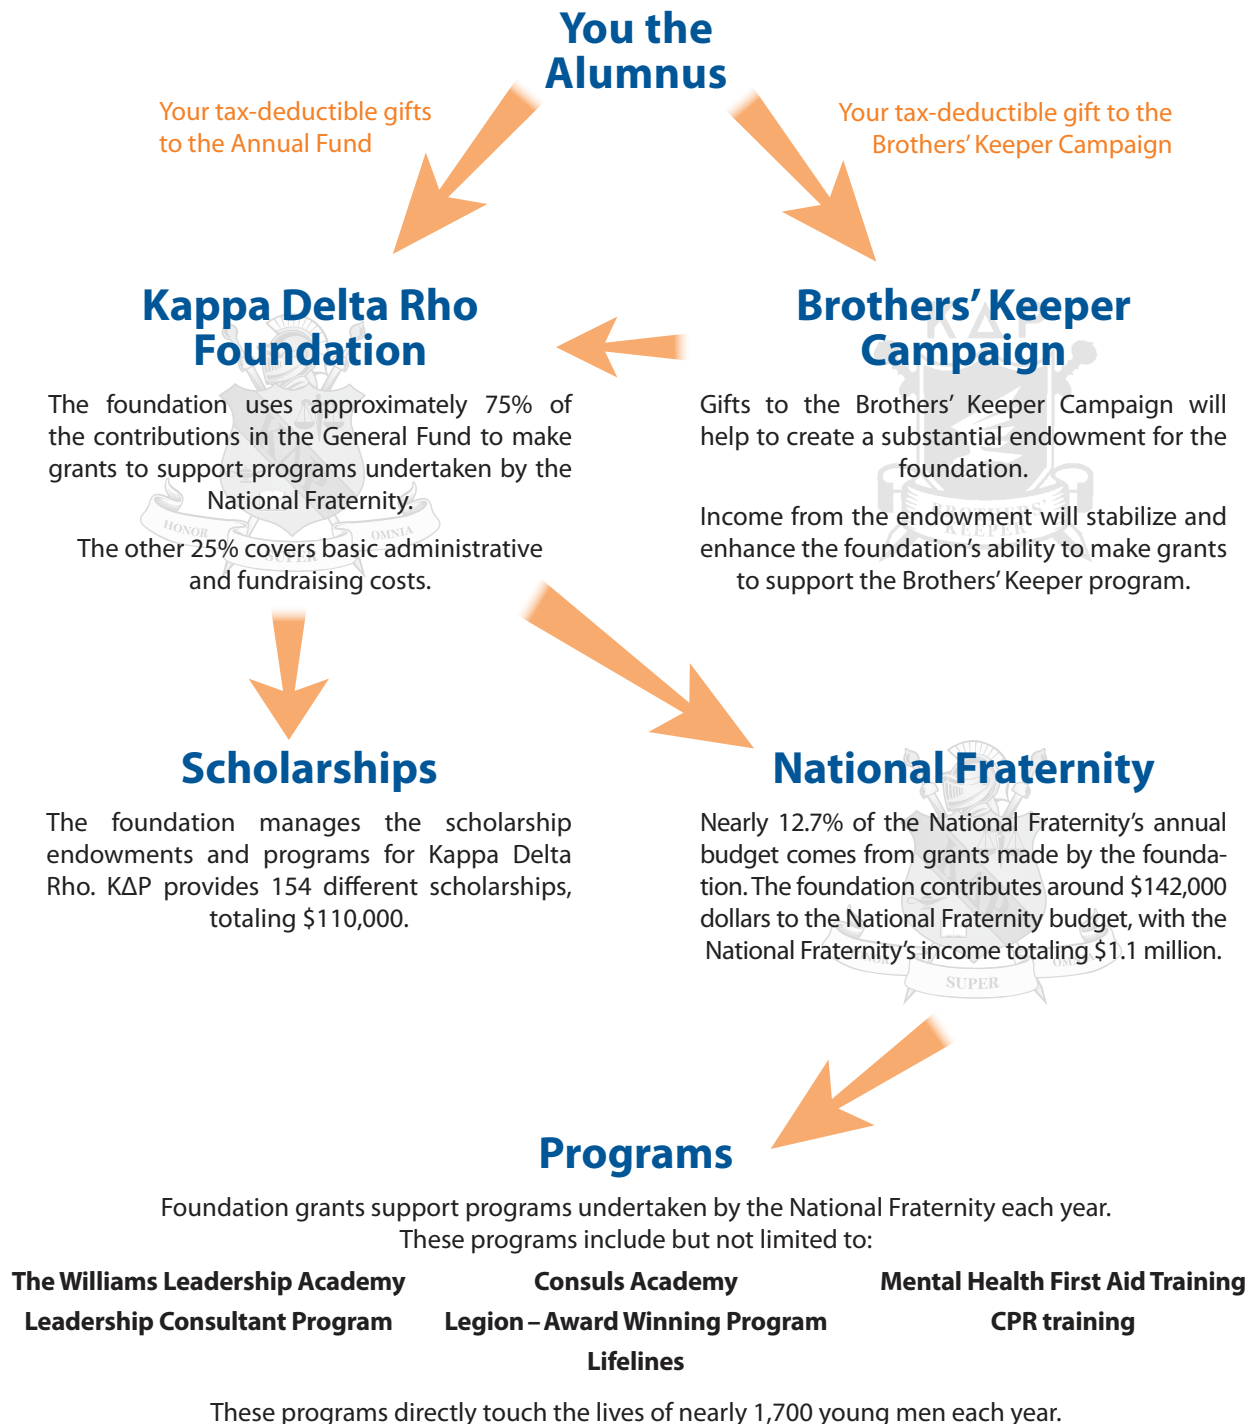 You the
Alumnus
Your tax-deductible gifts
to the Annual Fund
Your tax-deductible gift to the
Brothers’ Keeper Campaign
Kappa Delta Rho
Foundation
The foundation uses approximately 75% of
the contributions in the General Fund to make
grants to support programs undertaken by the
National Fraternity.
The other 25% covers basic administrative
and fundraising costs.
HONOR
SUPER
OMNIA
Brothers’ Keeper
Campaign
Gifts to the Brothers’ Keeper Campaign will
help to create a substantial endowment for the
foundation.
Income from the endowment will stabilize and
enhance the foundation’s ability to make grants
to support the Brothers’ Keeper program.
ΚΔΡ
BROTHERS’
KEEPER
Scholarships
The foundation manages the scholarship
endowments and programs for Kappa Delta
Rho. KΔP provides 154 different scholarships,
totaling $110,000.
National Fraternity
Nearly 12.7% of the National Fraternity’s annual
budget comes from grants made by the founda-
tion. The foundation contributes around $142,000
dollars to the National Fraternity budget, with the
National Fraternity’s income totaling $1.1 million.
HONOR
SUPER
OMNIA
Programs
Foundation grants support programs undertaken by the National Fraternity each year.
These programs include but not limited to:
The Williams Leadership Academy
Consuls Academy
Mental Health First Aid Training
Leadership Consultant Program
Legion – Award Winning Program
CPR training
Lifelines
These programs directly touch the lives of nearly 1,700 young men each year.